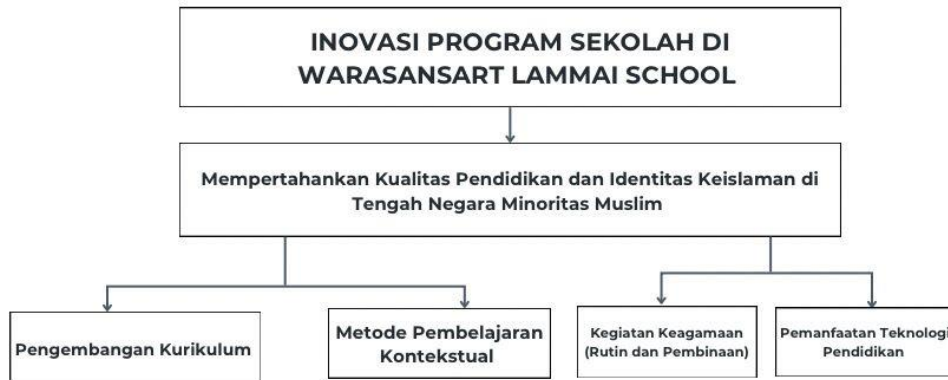 INOVASI PROGRAM SEKOLAH DI
WARASANSART LAMMAI SCHOOL
Mempertahankan Kualitas Pendidikan dan Identitas Keislaman di
Tengah Negara Minoritas Muslim
Pengembangan Kurikulum
Metode Pembelajaran
Kontekstual
Kegiatan Keagamaan
(Rutin dan Pembinaan)
Pemanfaatan Teknologi
Pendidikan